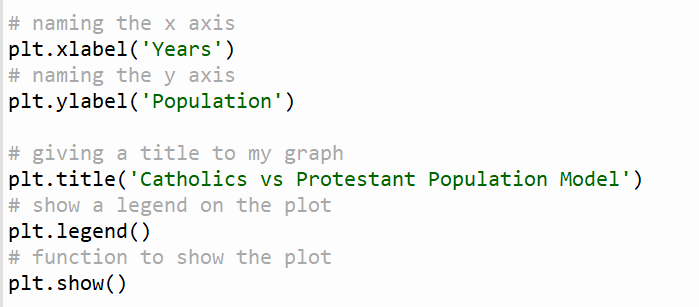 # naming the x axis
plt.xlabel('Years')
# naming the y axis
plt.ylabel('Population')
# giving a title to my graph
plt.title('Catholics vs Protestant Population Model')
# show a legend on the plot
plt.legend()
# function to show the plot
plt.show()